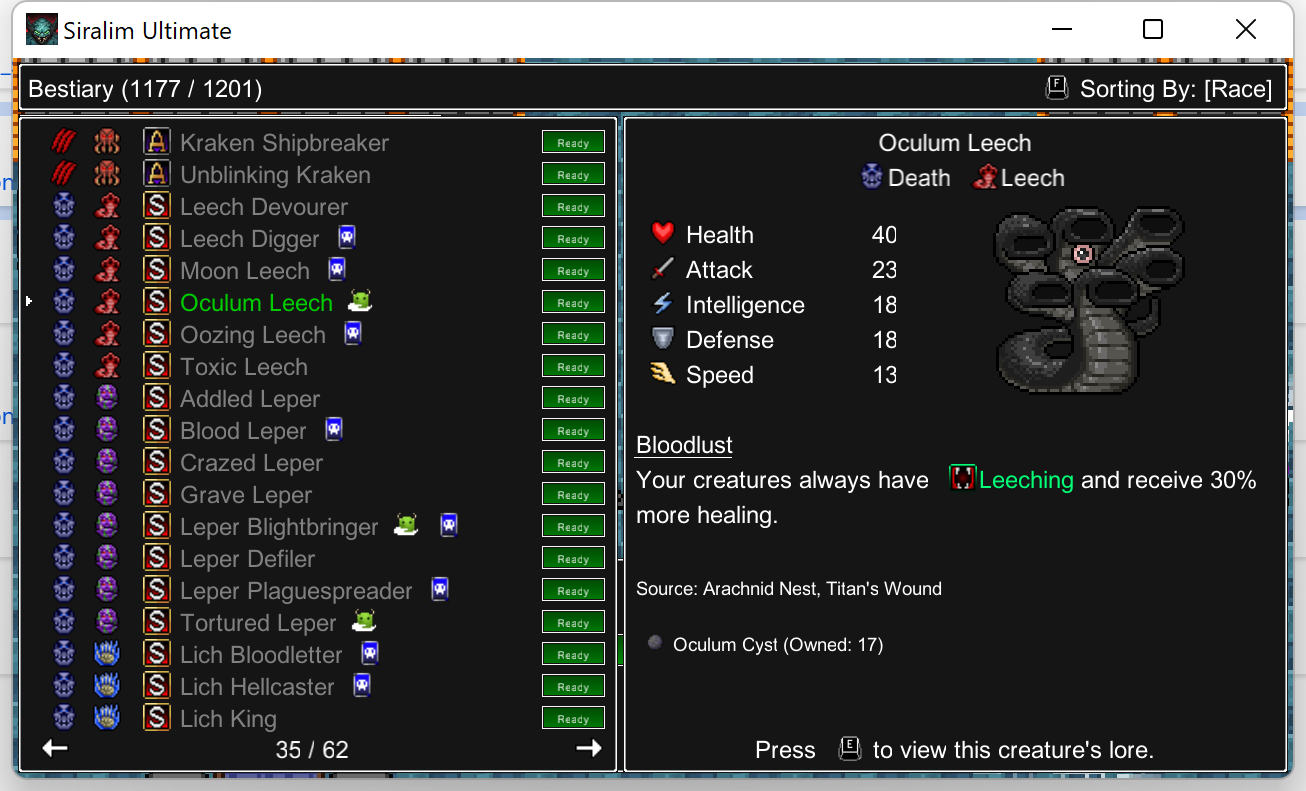 Siralim Ultimate
Bestiary (1177 / 1201)
F Sorting By: [Race]
A Kraken Shipbreaker Ready
A Unblinking Kraken Ready
S Leech Devourer Ready
S Leech Digger Ready
S Moon Leech Ready
S Oculum Leech Ready
S Oozing Leech Ready
S Toxic Leech Ready
S Addled Leper Ready
S Blood Leper Ready
S Crazed Leper Ready
S Grave Leper Ready
S Leper Blightbringer Ready
S Leper Defiler Ready
S Leper Plaguespreader Ready
S Tortured Leper Ready
S Lich Bloodletter Ready
S Lich Hellcaster Ready
S Lich King Ready
35 / 62
Oculum Leech
Death Leech
Health 40
Attack 23
Intelligence 18
Defense 18
Speed 13
Bloodlust
Your creatures always have Leeching and receive 30%
more healing.
Source: Arachnid Nest, Titan's Wound
Oculum Cyst (Owned: 17)
Press E to view this creature's lore.